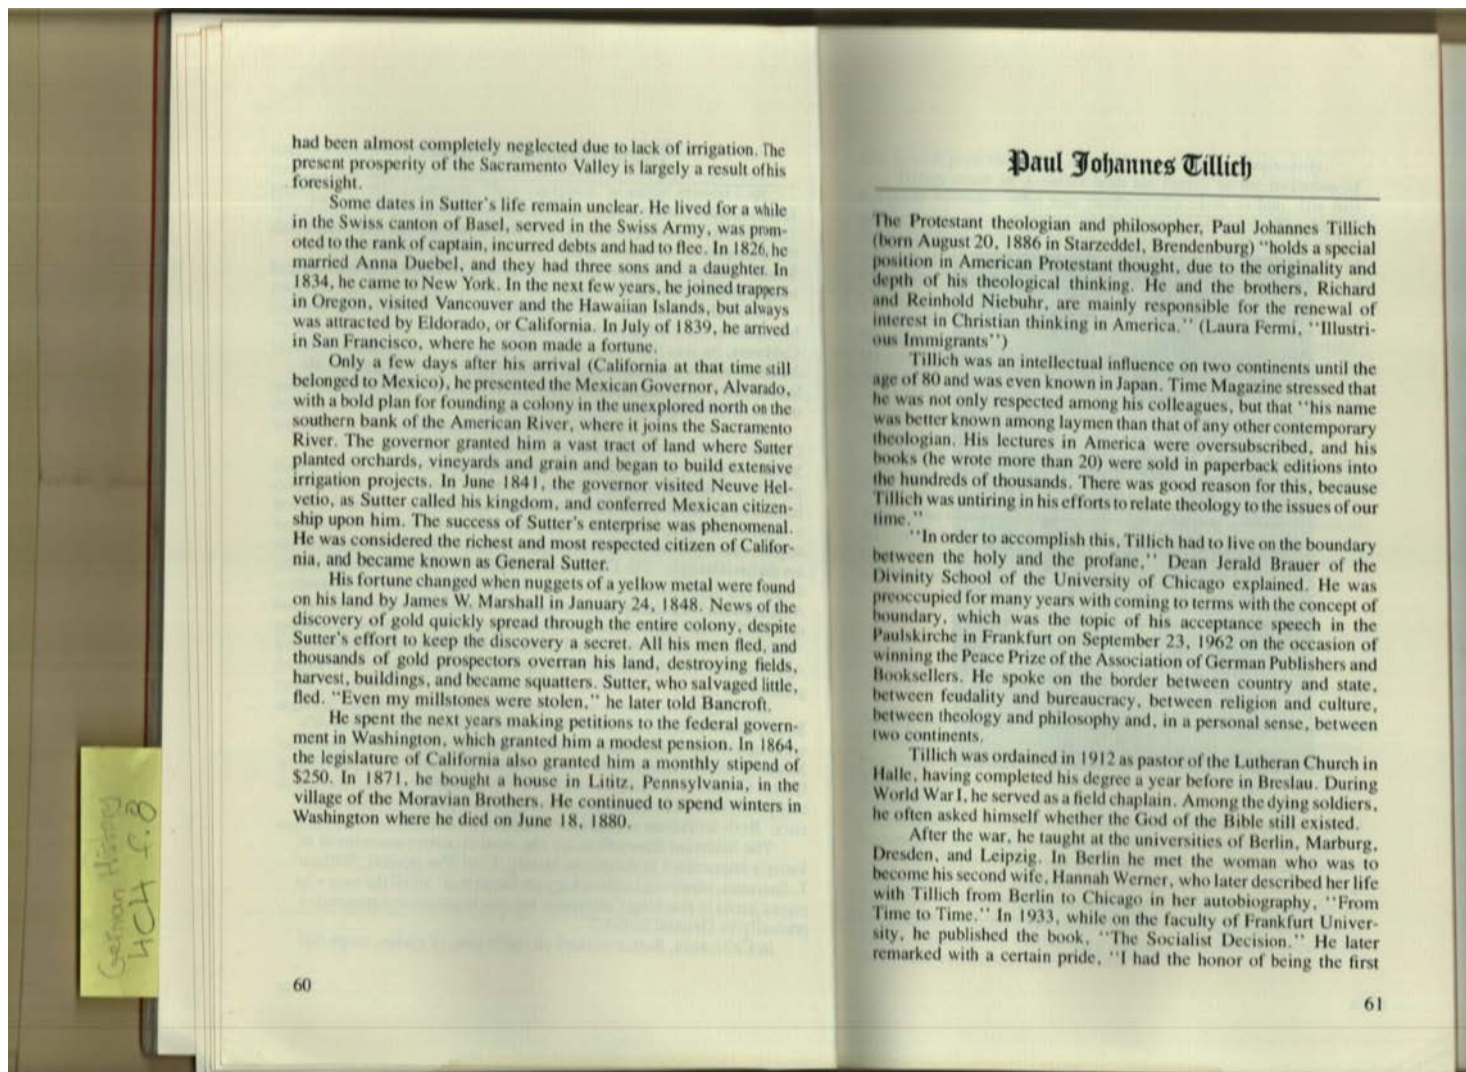 had been almost completely neglected due to lack of irrigation. The
present prosperity of the Sacramento Valley is largely a result of his
foresight.
Some dates in Sutter's life remain unclear. He lived for a while
in the Swiss canton of Basel, served in the Swiss Army, was prom-
oted to the rank of captain, incurred debts and had to flee. In 1826, he
married Anna Duebel, and they had three sons and a daughter. In
1834, he came to New York. In the next few years, he joined trappers
in Oregon, visited Vancouver and the Hawaiian Islands, but always
was attracted by Eldorado, or California. In July of 1839, he arrived
in San Francisco, where he soon made a fortune.
Only a few days after his arrival (California at that time still
belonged to Mexico), he presented the Mexican Governor, Alvarado,
with a bold plan for founding a colony in the unexplored north on the
southern bank of the American River, where it joins the Sacramento
River. The governor granted him a vast tract of land where Sutter
planted orchards, vineyards and grain and began to build extensive
irrigation projects. In June 1841, the governor visited Neuve Hel-
vetio, as Sutter called his kingdom, and conferred Mexican citizen-
ship upon him. The success of Sutter's enterprise was phenomenal.
He was considered the richest and most respected citizen of Califor-
nia, and became known as General Sutter.
His fortune changed when nuggets of a yellow metal were found
on his land by James W. Marshall in January 24, 1848. News of the
discovery of gold quickly spread through the entire colony, despite
Sutter's effort to keep the discovery a secret. All his men fled, and
thousands of gold prospectors overran his land, destroying fields,
harvest, buildings, and became squatters. Sutter, who salvaged little,
fled. "Even my millstones were stolen," he later told Bancroft.
He spent the next years making petitions to the federal govern-
ment in Washington, which granted him a modest pension. In 1864,
the legislature of California also granted him a monthly stipend of
$250. In 1871, he bought a house in Lititz, Pennsylvania, in the
village of the Moravian Brothers. He continued to spend winters in
Washington where he died on June 18, 1880.
60
German History
HCH f.8
Paul Johannes Tillich
The Protestant theologian and philosopher, Paul Johannes Tillich
(born August 20, 1886 in Starzeddel, Brendenburg) "holds a special
position in American Protestant thought, due to the originality and
depth of his theological thinking. He and the brothers, Richard
and Reinhold Niebuhr, are mainly responsible for the renewal of
interest in Christian thinking in America." (Laura Fermi, "Illustri-
ous Immigrants")
Tillich was an intellectual influence on two continents until the
age of 80 and was even known in Japan. Time Magazine stressed that
he was not only respected among his colleagues, but that "his name
was better known among laymen than that of any other contemporary
theologian. His lectures in America were oversubscribed, and his
books (he wrote more than 20) were sold in paperback editions into
the hundreds of thousands. There was good reason for this, because
Tillich was untiring in his efforts to relate theology to the issues of our
time."
"In order to accomplish this, Tillich had to live on the boundary
between the holy and the profane," Dean Jerald Brauer of the
Divinity School of the University of Chicago explained. He was
preoccupied for many years with coming to terms with the concept of
boundary, which was the topic of his acceptance speech in the
Paulskirche in Frankfurt on September 23, 1962 on the occasion of
winning the Peace Prize of the Association of German Publishers and
Booksellers. He spoke on the border between country and state,
between feudality and bureaucracy, between religion and culture,
between theology and philosophy and, in a personal sense, between
two continents.
Tillich was ordained in 1912 as pastor of the Lutheran Church in
Halle, having completed his degree a year before in Breslau. During
World War I, he served as a field chaplain. Among the dying soldiers,
he often asked himself whether the God of the Bible still existed.
After the war, he taught at the universities of Berlin, Marburg,
Dresden, and Leipzig. In Berlin he met the woman who was to
become his second wife, Hannah Werner, who later described her life
with Tillich from Berlin to Chicago in her autobiography, "From
Time to Time." In 1933, while on the faculty of Frankfurt Univer-
sity, he published the book, "The Socialist Decision." He later
remarked with a certain pride, "I had the honor of being the first
61